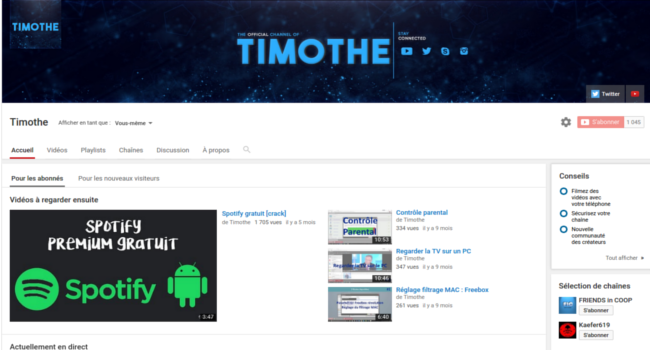 TIMOTHE
THE OFFICIAL CHANNEL OF
TIMOTHE
STAY
CONNECTED
Twitter
Timothe
Afficher en tant que : Vous-même
S'abonner 1 045
Accueil Vidéos Playlists Chaînes Discussion À propos
Pour les abonnés Pour les nouveaux visiteurs
Vidéos à regarder ensuite
SPOTIFY
PREMIUM GRATUIT
Spotify
3:47
Spotify gratuit [crack]
de Timothe 1 705 vues il y a 5 mois
Contrôle
Parental
10:53
Contrôle parental
de Timothe
334 vues il y a 9 mois
Regarder la TV sur le PC
10:46
Regarder la TV sur un PC
de Timothe
347 vues il y a 9 mois
6:40
Réglage filtrage MAC : Freebox
de Timothe
261 vues il y a 9 mois
Actuellement en direct
Conseils
Filmez des
vidéos avec
votre téléphone
Sécurisez votre
chaîne
Nouvelle
communauté
des créateurs
Tout afficher
Sélection de chaînes
FRIENDS In COOP
S'abonner
Kaefer619
S'abonner